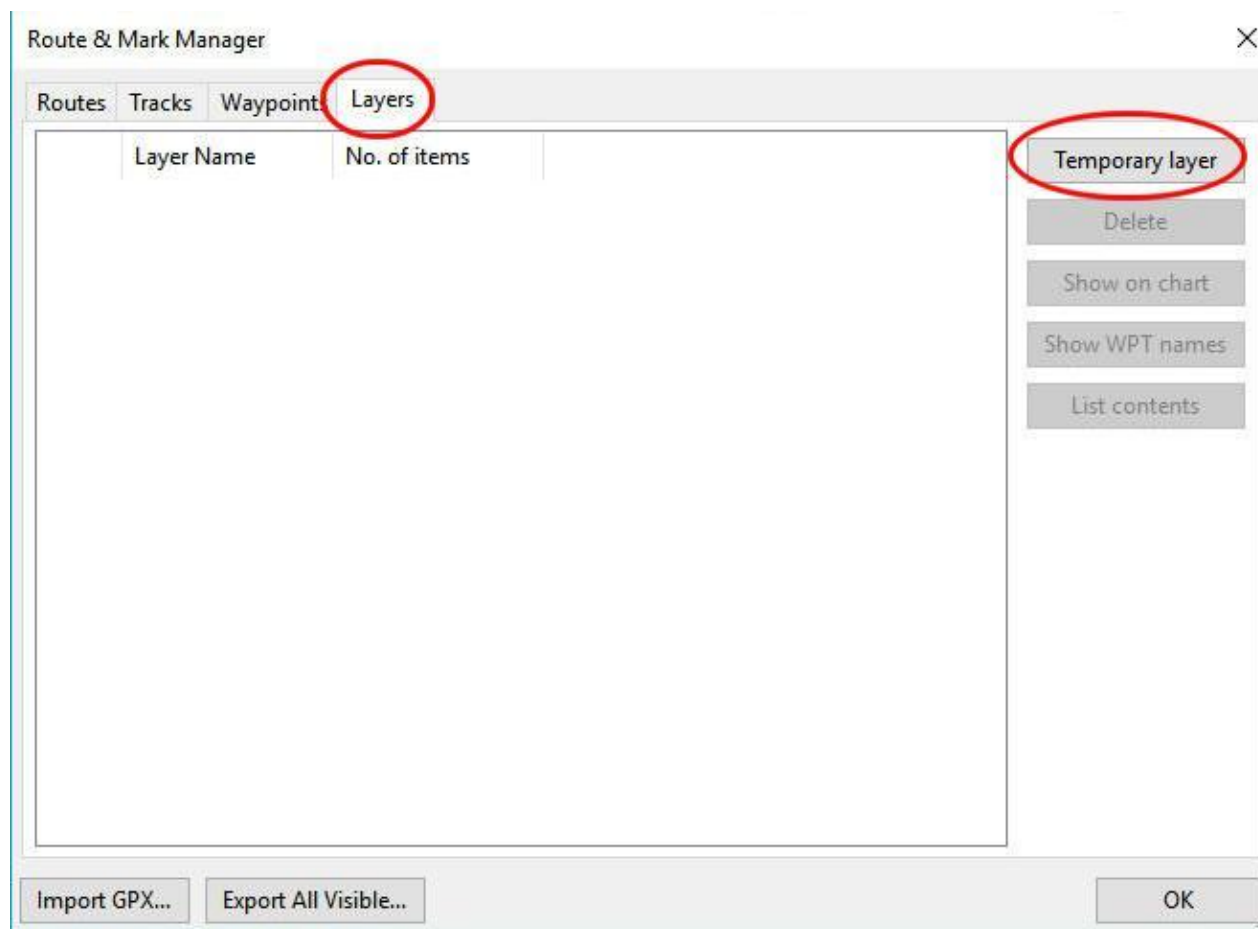 Route & Mark Manager
Routes Tracks Waypoints Layers
Layer Name No. of items
Temporary layer
Delete
Show on chart
Show WPT names
List contents
Import GPX... Export All Visible... OK